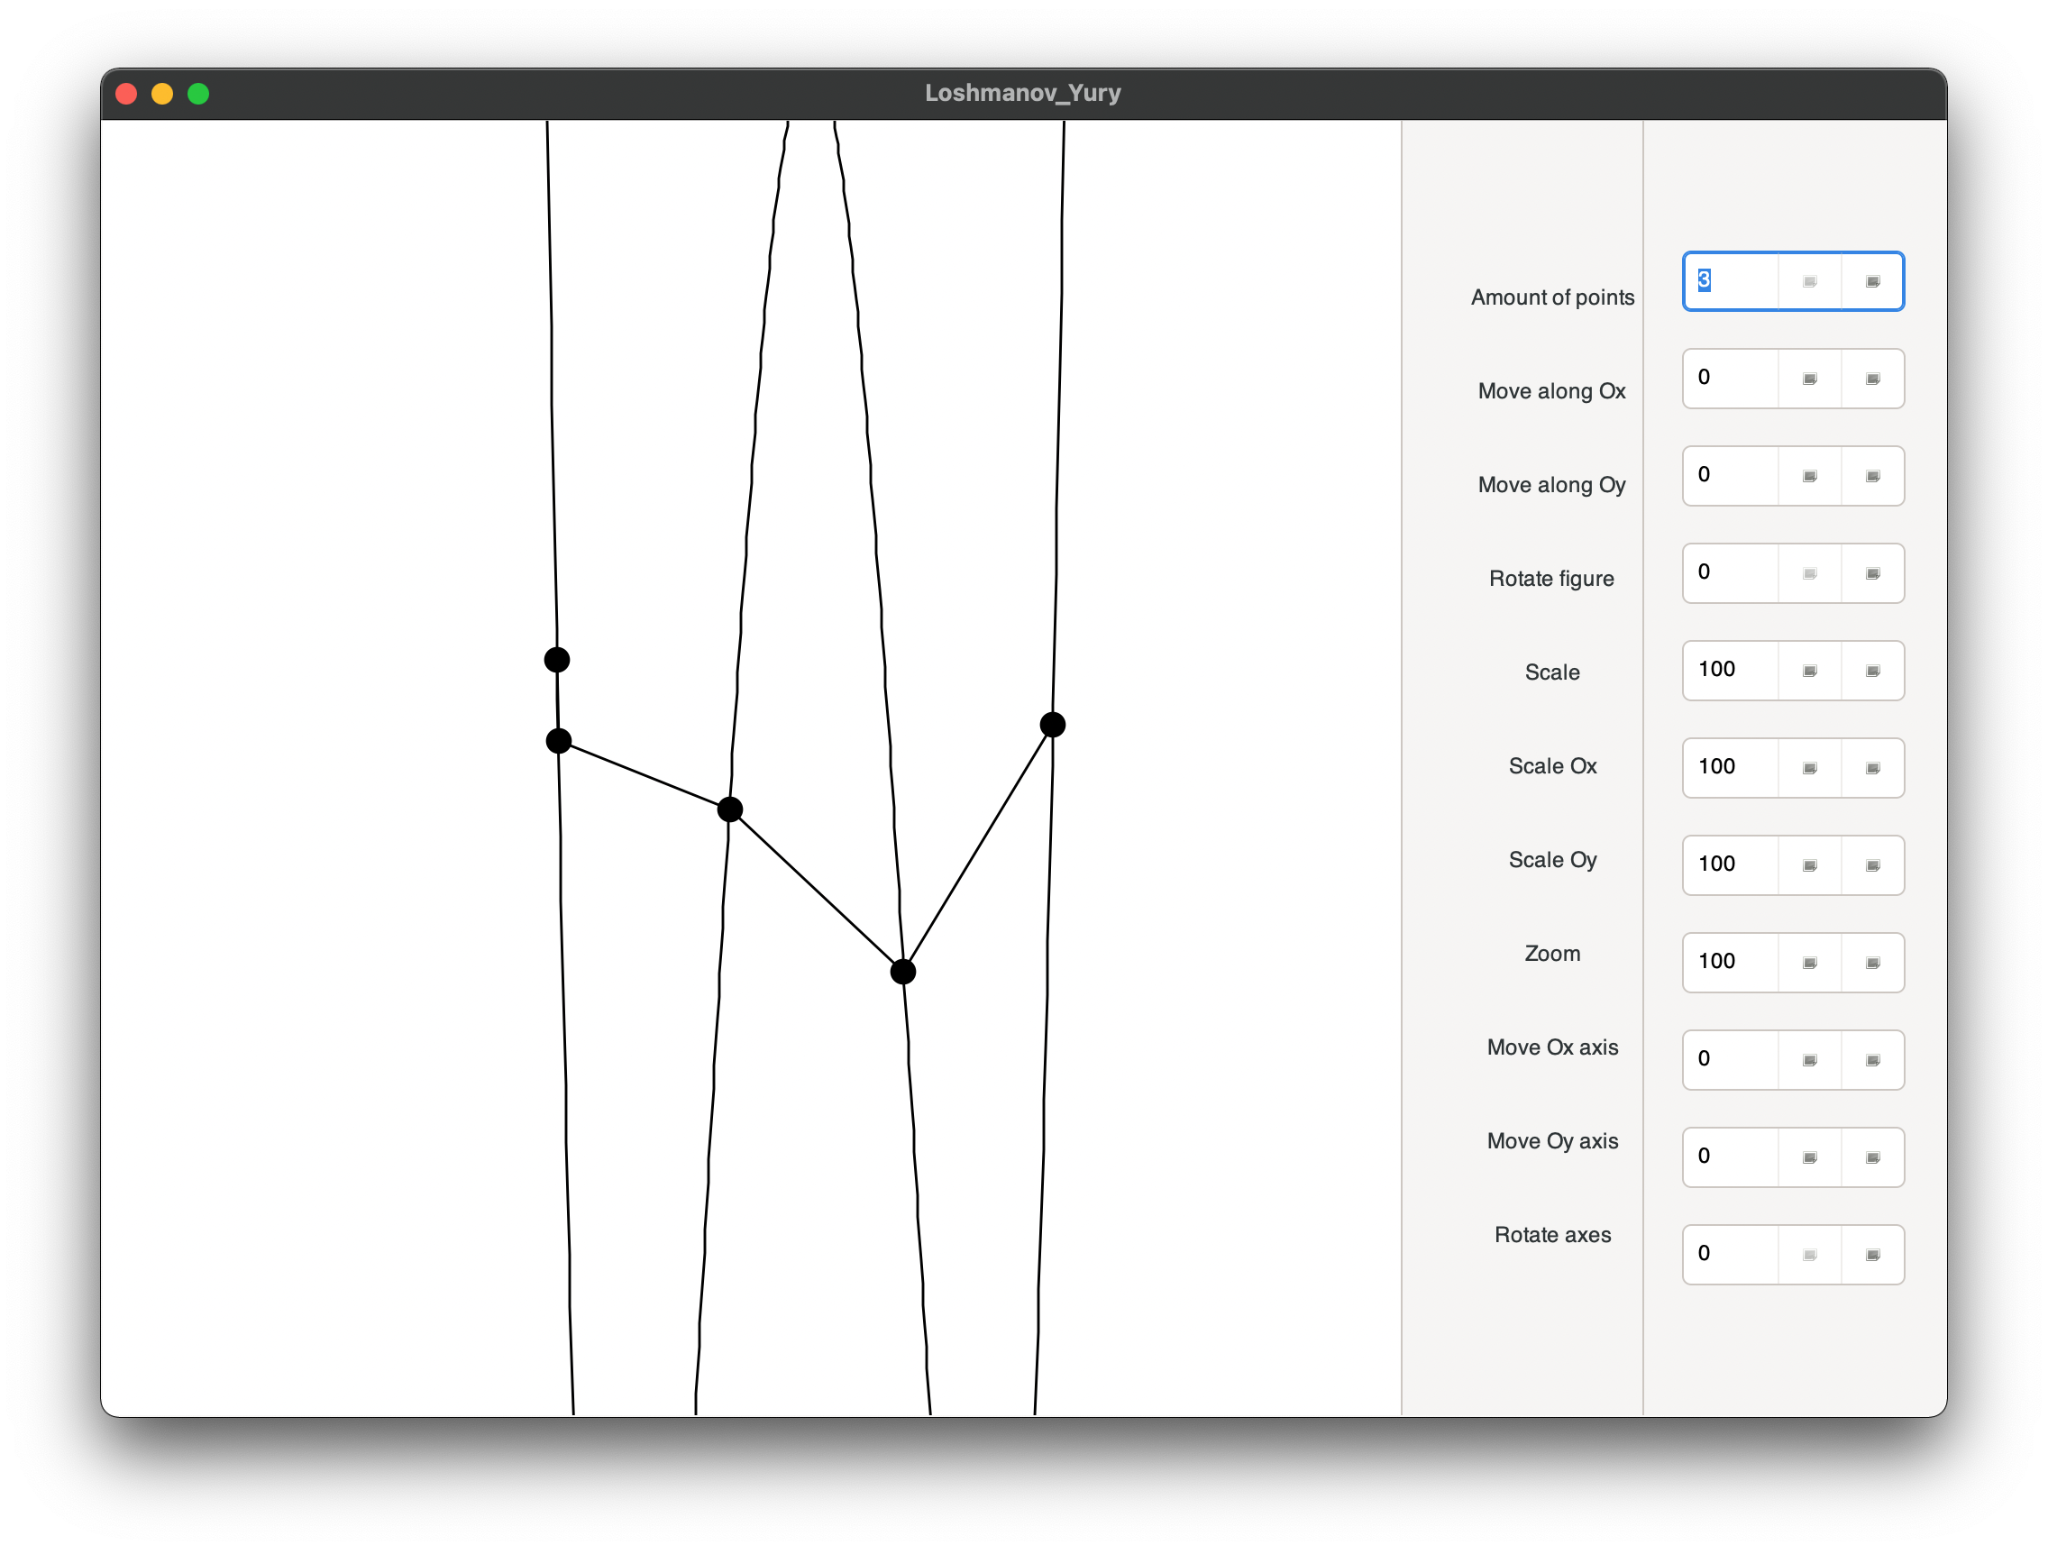 Loshmanov_Yury
Amount of points
3
Move along Ox
0
Move along Oy
0
Rotate figure
0
Scale
100
Scale Ox
100
Scale Oy
100
Zoom
100
Move Ox axis
0
Move Oy axis
0
Rotate axes
0